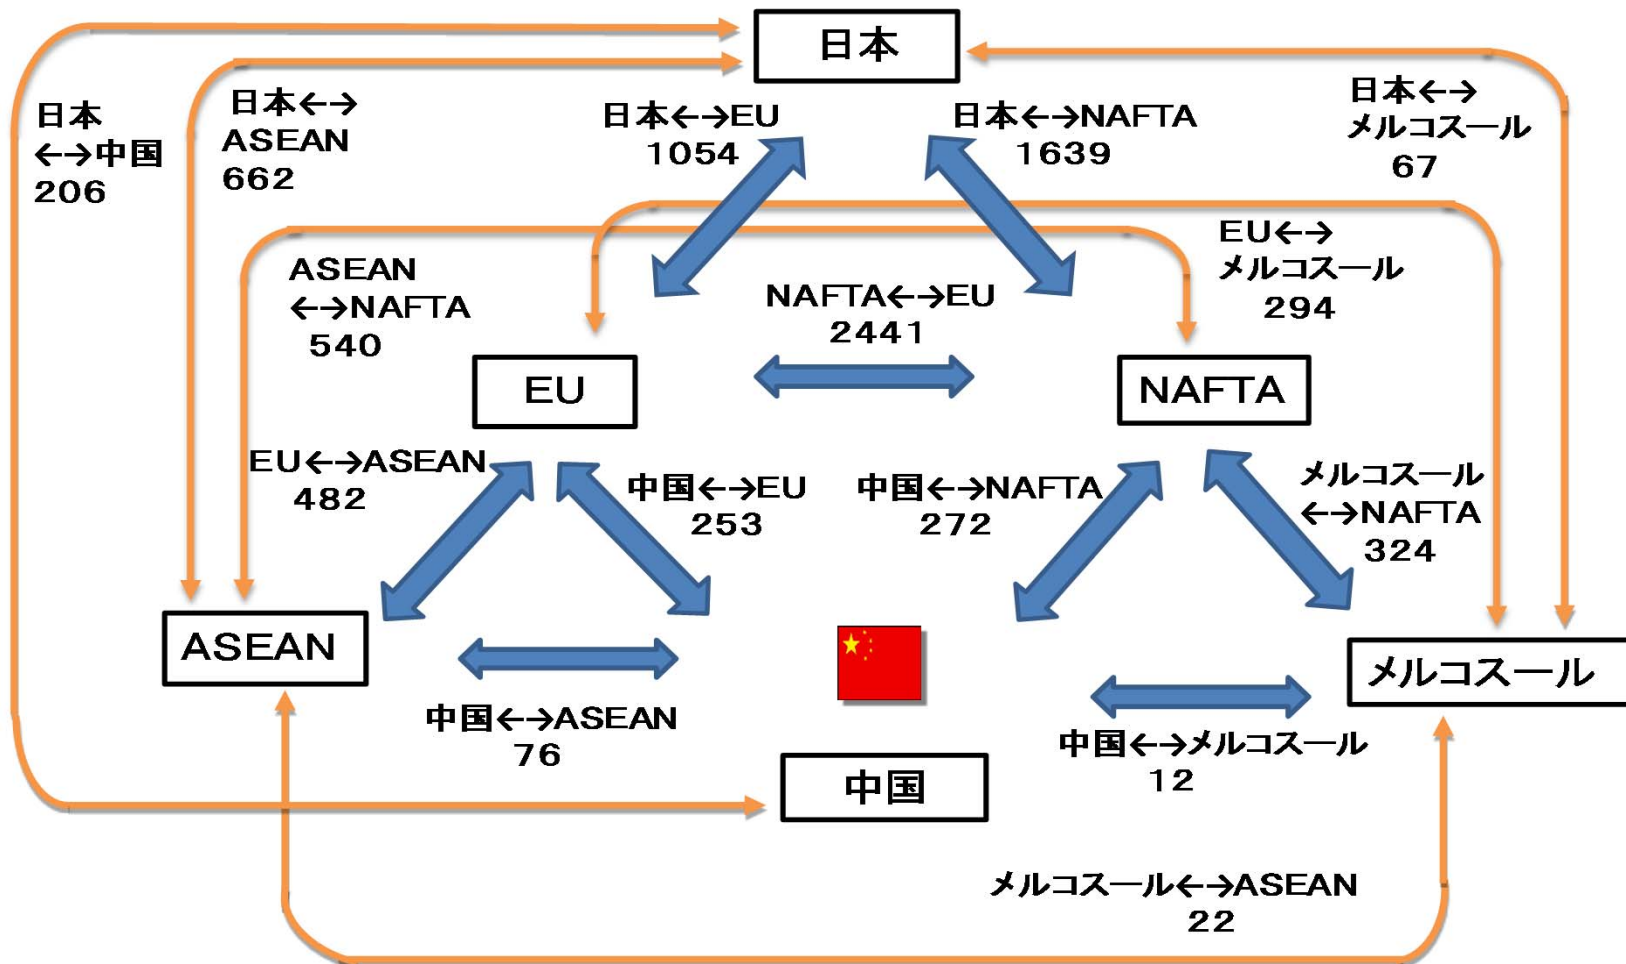 日本
日本
←→中国
206
日本←→
ASEAN
662
日本←→EU
1054
日本←→NAFTA
1639
日本←→
メルコスール
67
ASEAN
←→NAFTA
540
NAFTA←→EU
2441
EU←→
メルコスール
294
EU
NAFTA
EU←→ASEAN
482
中国←→EU
253
中国←→NAFTA
272
メルコスール
←→NAFTA
324
ASEAN
メルコスール
中国←→ASEAN
76
中国←→メルコスール
12
中国
メルコスール←→ASEAN
22